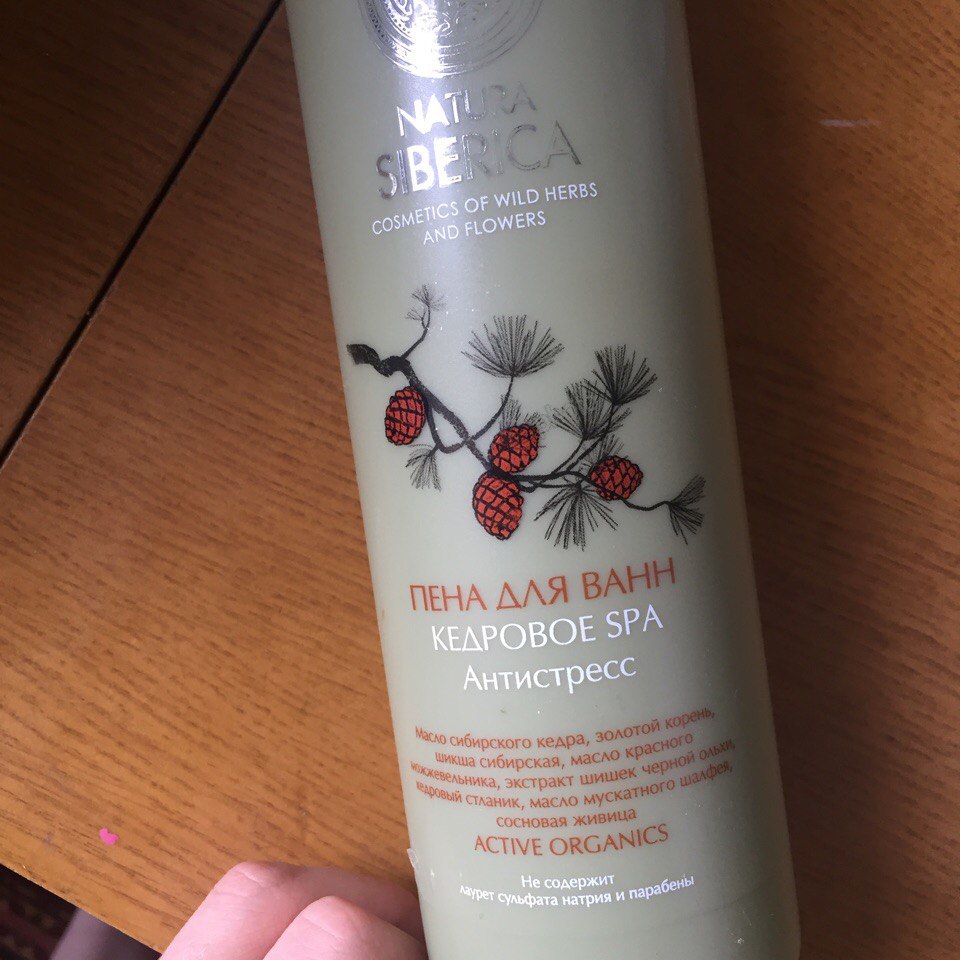 NATURA
SIBERICA
COSMETICS OF WILD HERBS
AND FLOWERS
ПЕНА ДЛЯ ВАНН
КЕДРОВОЕ SPA
Антистресс
Масло сибирского кедра, золотой корень,
шикша сибирская, масло красного
можжевельника, экстракт шишек черной ольхи,
кедровый стланик, масло мускатного шалфея,
сосновая живица
ACTIVE ORGANICS
Не содержит
лаурет сульфата натрия и парабены